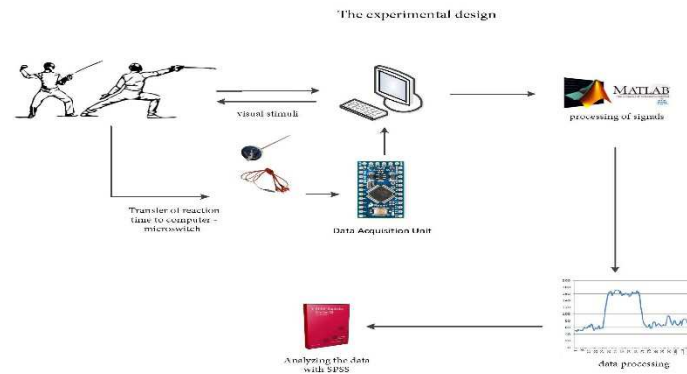 The experimental design
visual stimuli
MATLAB
processing of signals
Transfer of reaction
time to computer -
microswitch
Data Acquisition Unit
Analyzing the data
with SPSS
data processing